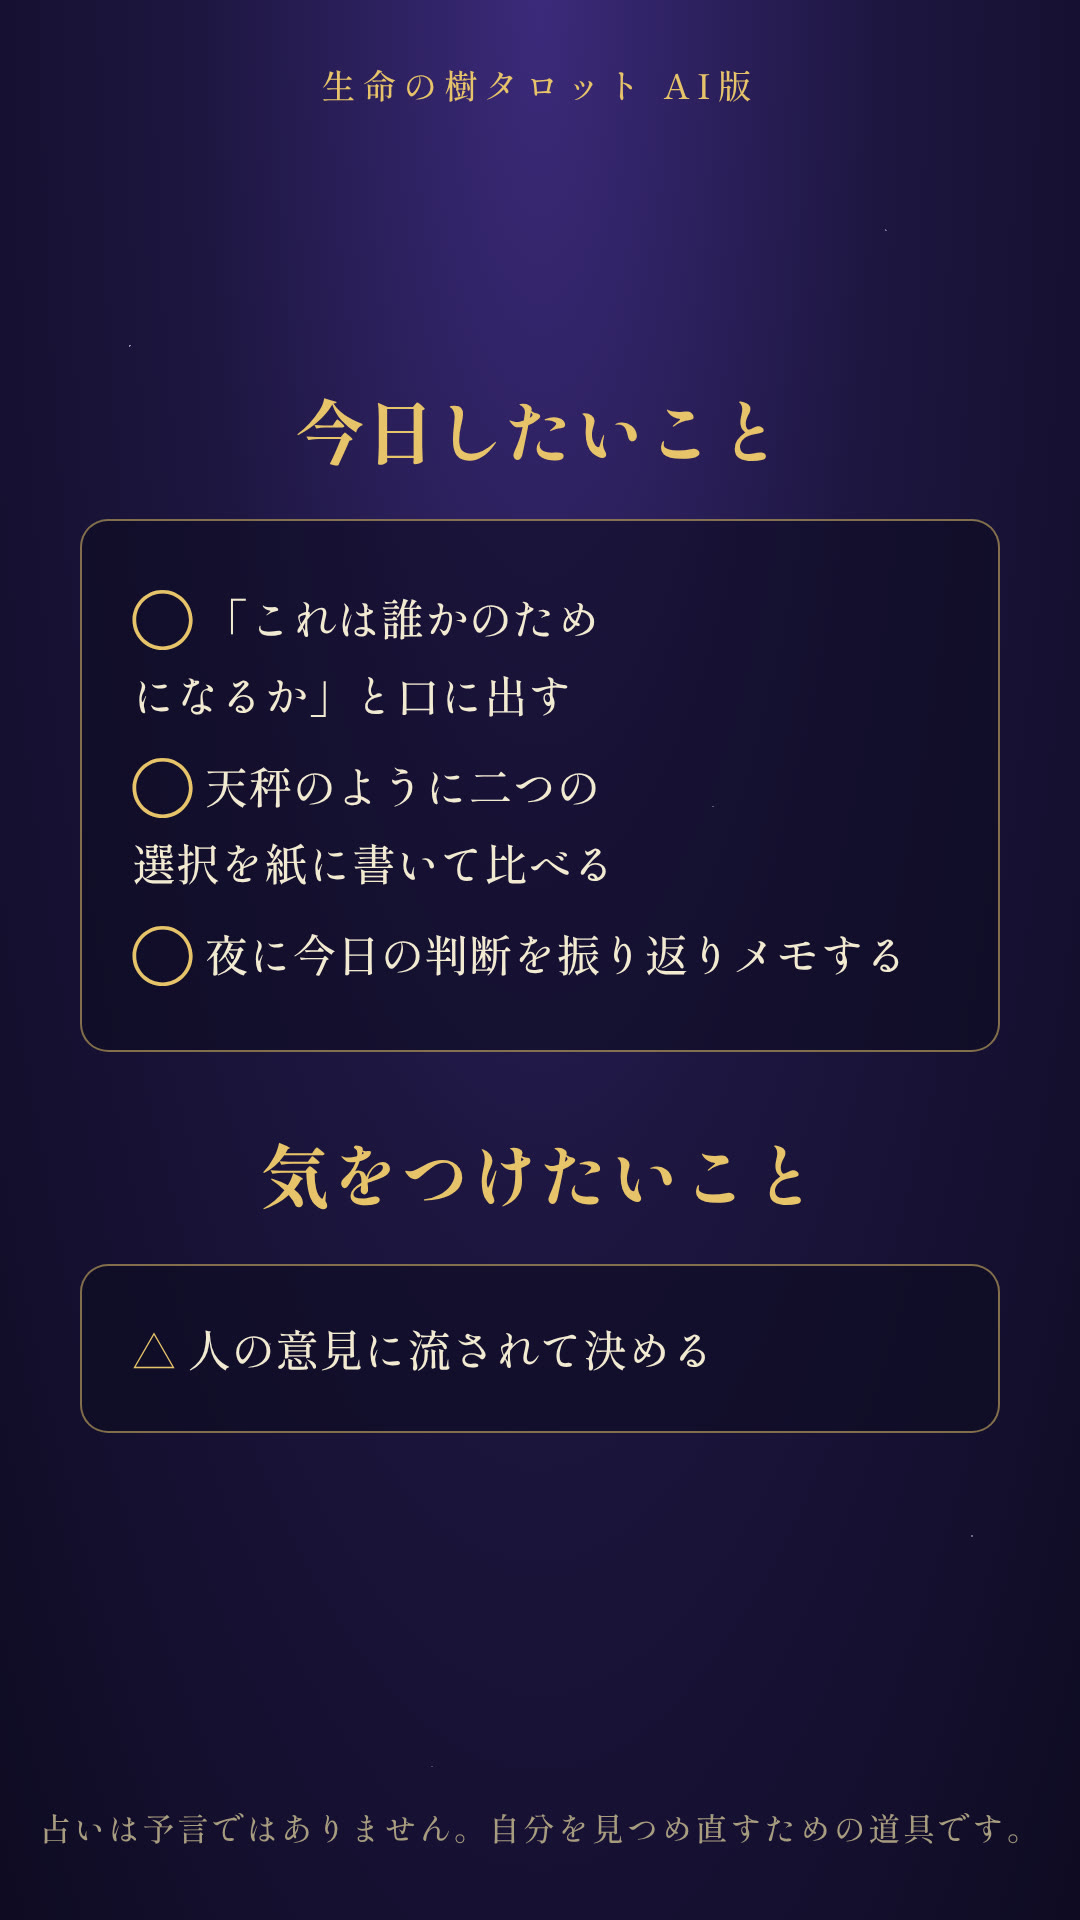 生命の樹タロット AI版
今日したいこと
◯「これは誰かのため
になるか」と口に出す
◯ 天秤のように二つの
選択を紙に書いて比べる
◯ 夜に今日の判断を振り返りメモする
気をつけたいこと
△ 人の意見に流されて決める
占いは予言ではありません。自分を見つめ直すための道具です。